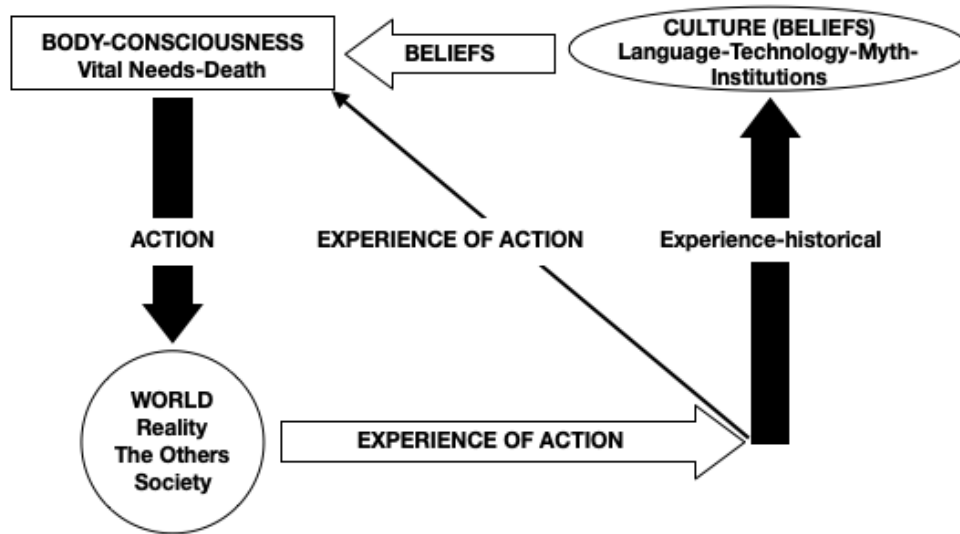 BODY-CONSCIOUSNESS
Vital Needs-Death
BELIEFS
CULTURE (BELIEFS)
Language-Technology-Myth-
Institutions
ACTION
EXPERIENCE OF ACTION
Experience-historical
WORLD
Reality
The Others
Society
EXPERIENCE OF ACTION